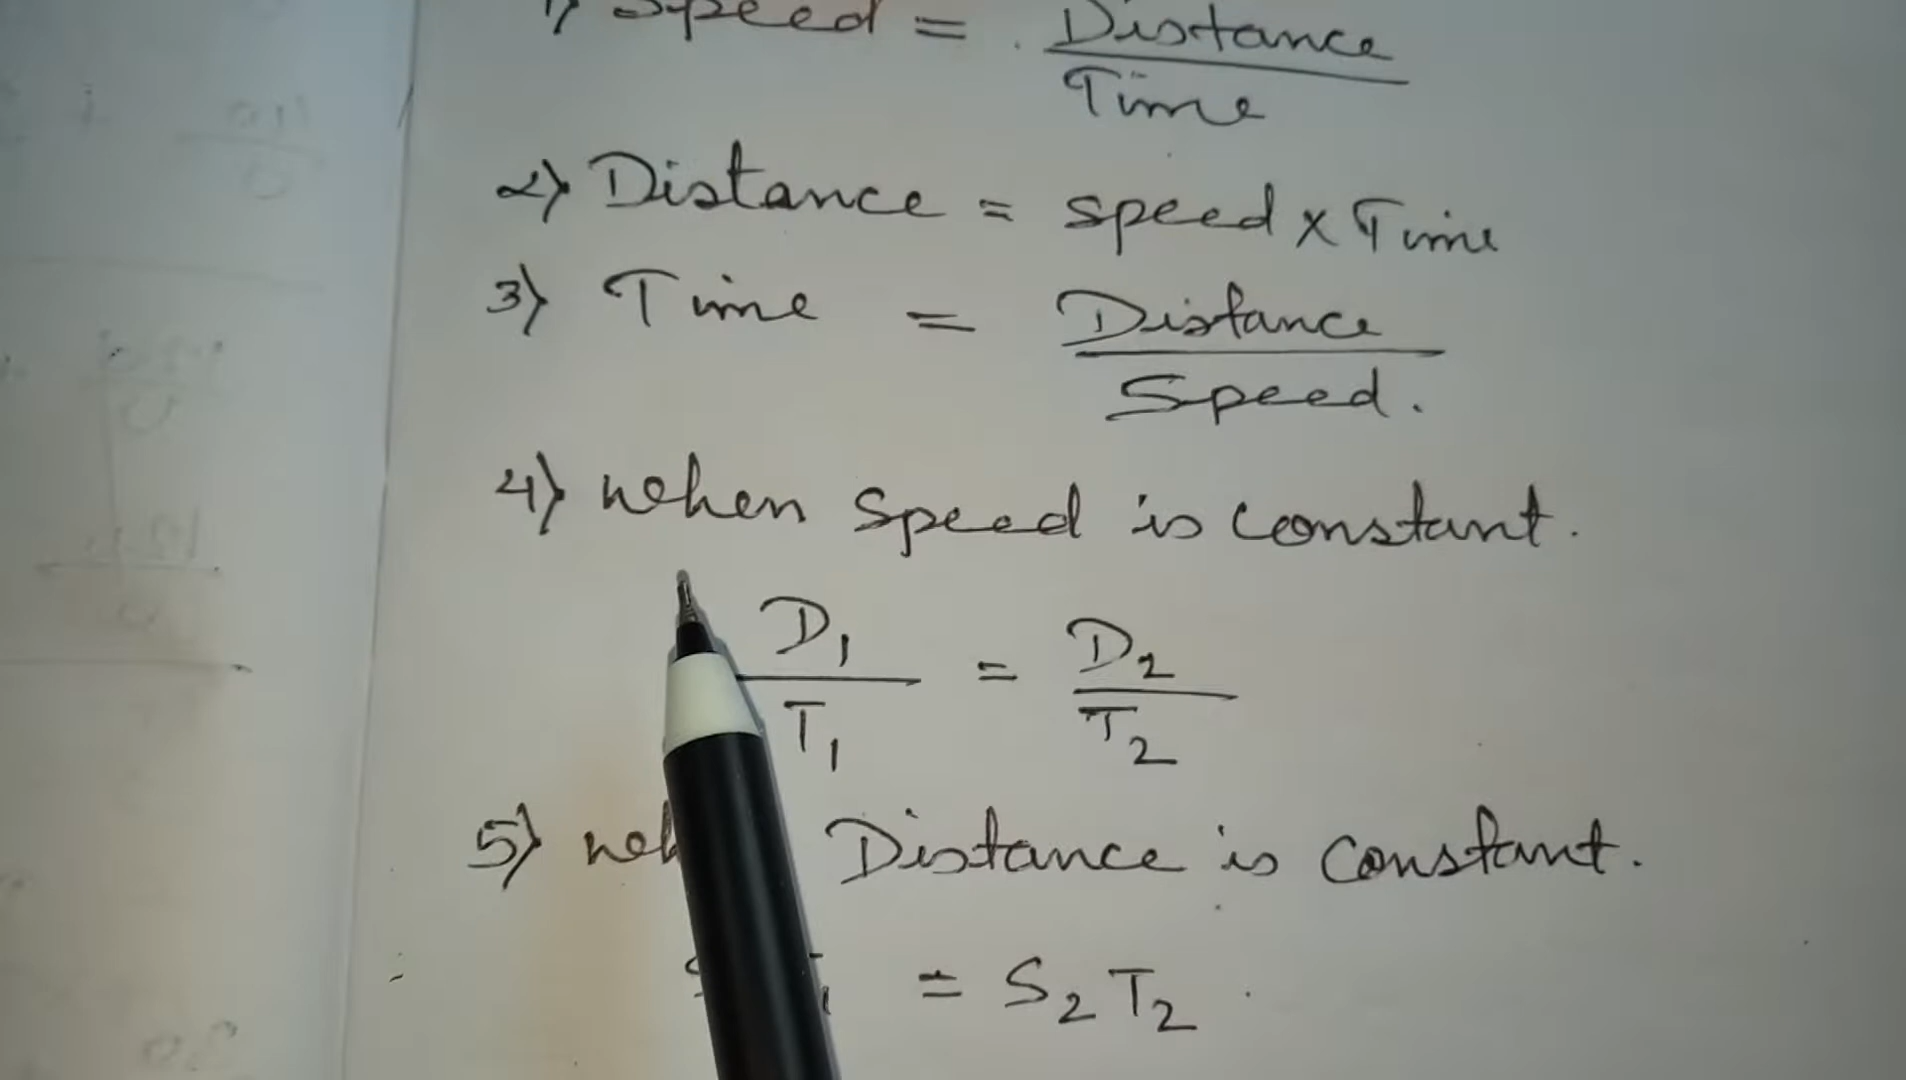 1) Speed = Distance / Time
2) Distance = speed x Time
3) Time = Distance / Speed.
4) when speed is constant.
D1 / T1 = D2 / T2
5) Distance is constant.
= S2 T2